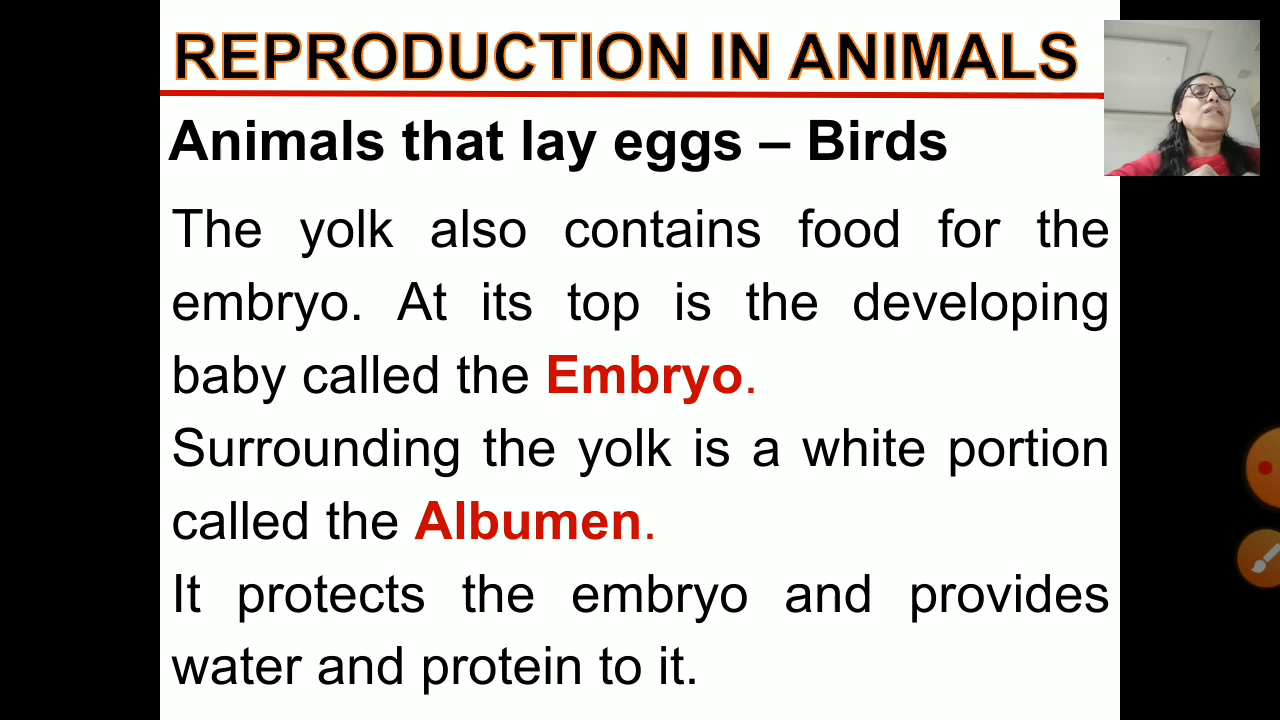 REPRODUCTION IN ANIMALS
Animals that lay eggs – Birds
The yolk also contains food for the
embryo. At its top is the developing
baby called the Embryo.
Surrounding the yolk is a white portion
called the Albumen.
It protects the embryo and provides
water and protein to it.